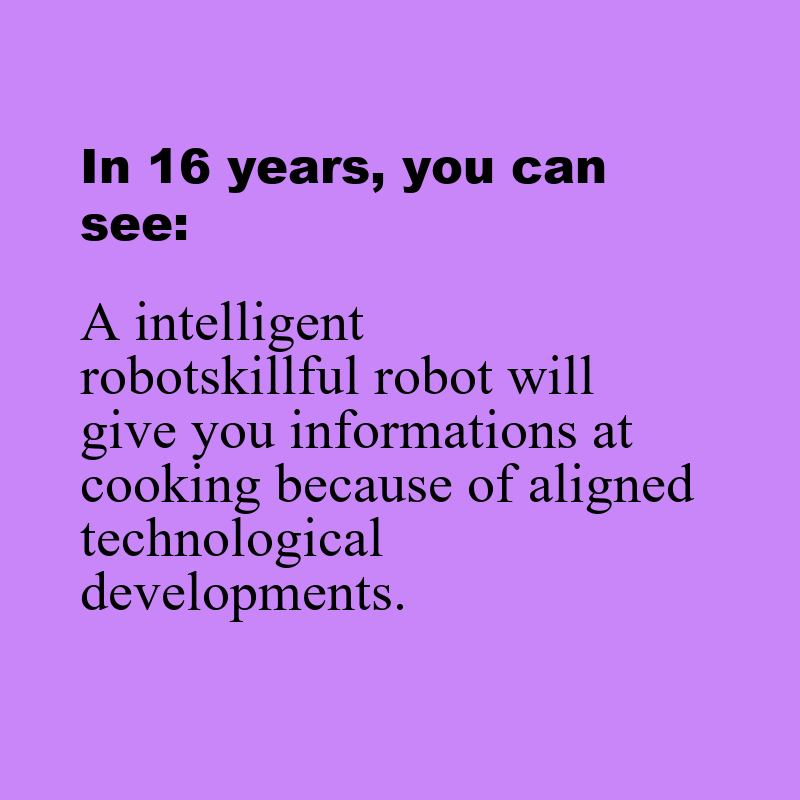 In 16 years, you can
see:
A intelligent
robotskillful robot will
give you informations at
cooking because of aligned
technological
developments.